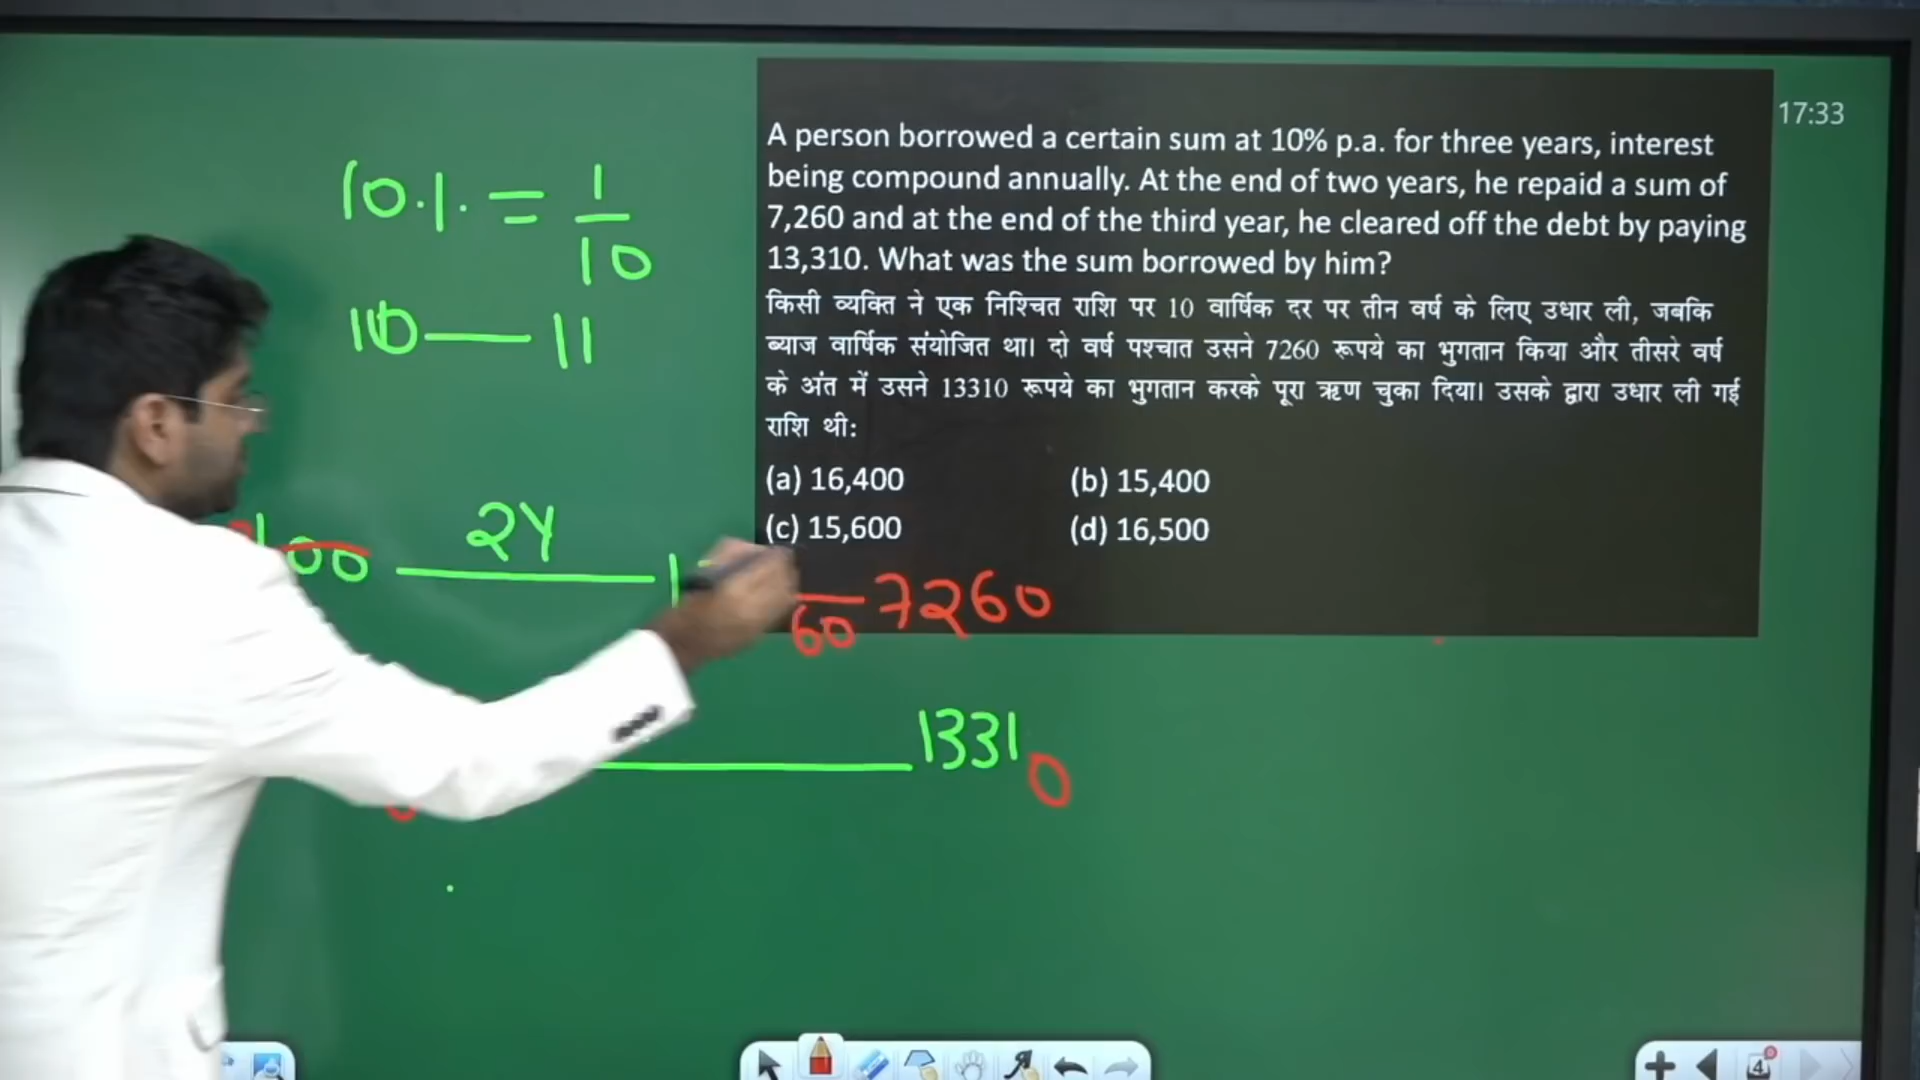 17:33
A person borrowed a certain sum at 10% p.a. for three years, interest
being compound annually. At the end of two years, he repaid a sum of
7,260 and at the end of the third year, he cleared off the debt by paying
13,310. What was the sum borrowed by him?
किसी व्यक्ति ने एक निश्चित राशि पर 10 वार्षिक दर पर तीन वर्ष के लिए उधार ली, जबकि
ब्याज वार्षिक संयोजित था। दो वर्ष पश्चात उसने 7260 रूपये का भुगतान किया और तीसरे वर्ष
के अंत में उसने 13310 रूपये का भुगतान करके पूरा ऋण चुका दिया। उसके द्वारा उधार ली गई
राशि थी:
(a) 16,400 (b) 15,400
(c) 15,600 (d) 16,500
10.1. = 1/10
10 — 11
100 2Y
60 7260
1331 0
4